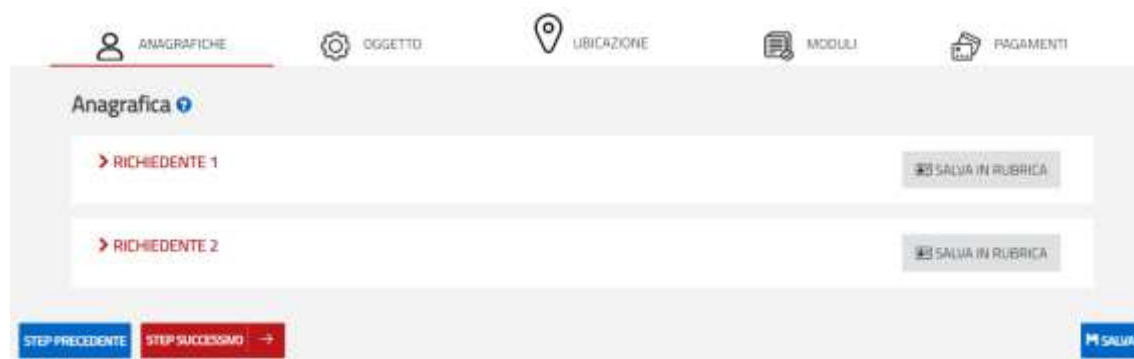 ANAGRAFICHE OGGETTO UBICAZIONE MODULI PAGAMENTI
Anagrafica ?
RICHIEDENTE 1 SALVA IN RUBRICA
RICHIEDENTE 2 SALVA IN RUBRICA
STEP PRECEDENTE STEP SUCCESSIVO → SALVA